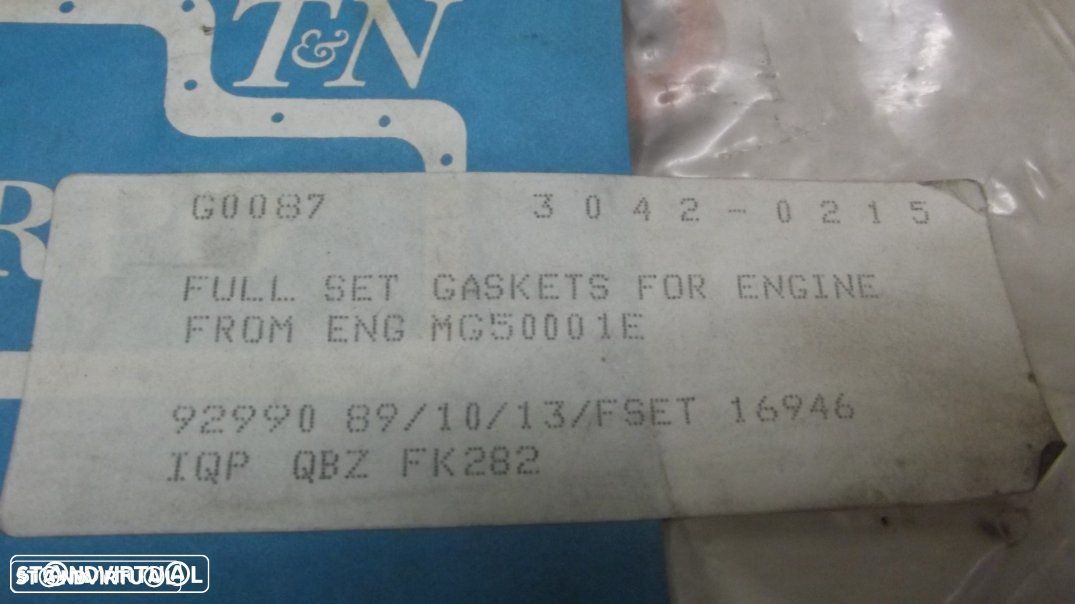 T&N
R
G0087 3042-0215
FULL SET GASKETS FOR ENGINE
FROM ENG MG50001E
92990 89/10/13/FSET 16946
IQP QBZ FK282
STANDVIRTUAL